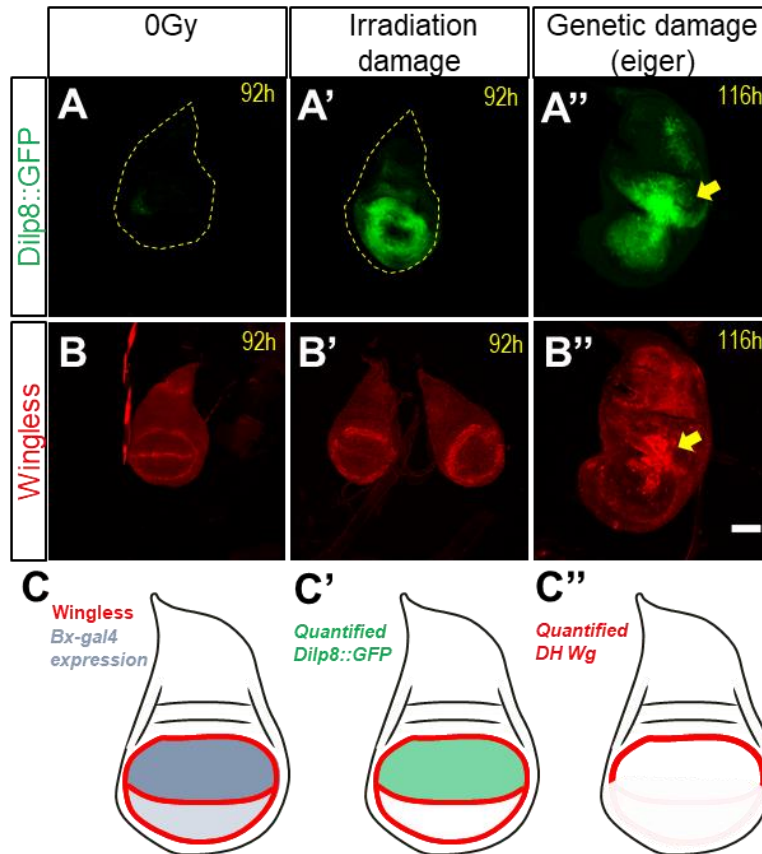 0Gy
Irradiation
damage
Genetic damage
(eiger)
Dilp8::GFP
A
92h
A'
92h
A''
116h
Wingless
B
92h
B'
92h
B''
116h
C
Wingless
Bx-gal4
expression
C'
Quantified
Dilp8::GFP
C''
Quantified
DH Wg